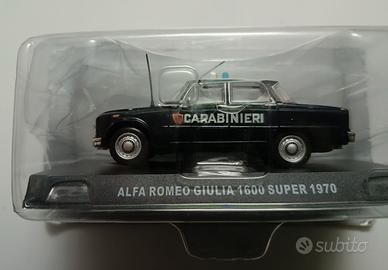 CARABINIERI
ALFA ROMEO GIULIA 1600 SUPER 1970
subito